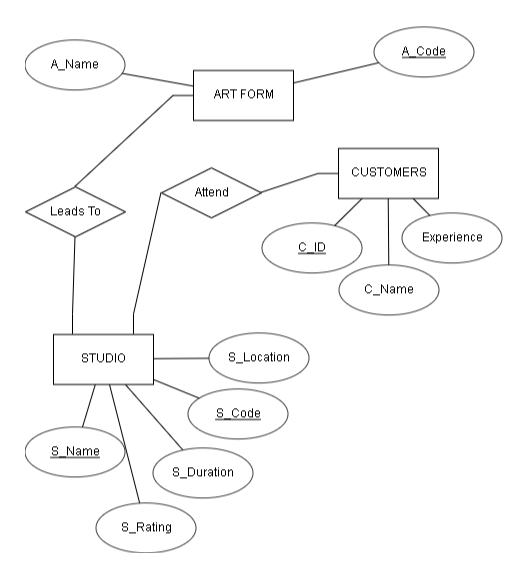 A_Name
A_Code
ART FORM
CUSTOMERS
Attend
Leads To
C_ID
Experience
C_Name
STUDIO
S_Location
S_Code
S_Name
S_Duration
S_Rating